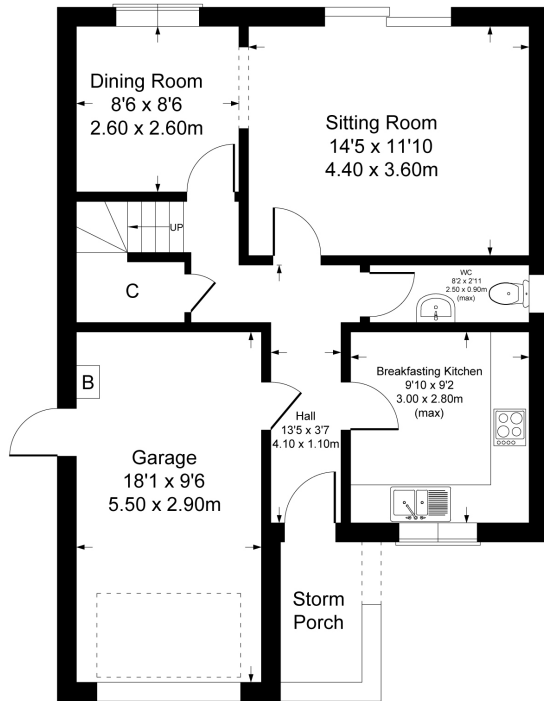 Dining Room
8'6 x 8'6
2.60 x 2.60m
Sitting Room
14'5 x 11'10
4.40 x 3.60m
UP
C
WC
8'2 x 2'11
2.50 x 0.90m
(max)
B
Breakfasting Kitchen
9'10 x 9'2
3.00 x 2.80m
(max)
Hall
13'5 x 3'7
4.10 x 1.10m
Garage
18'1 x 9'6
5.50 x 2.90m
Storm
Porch